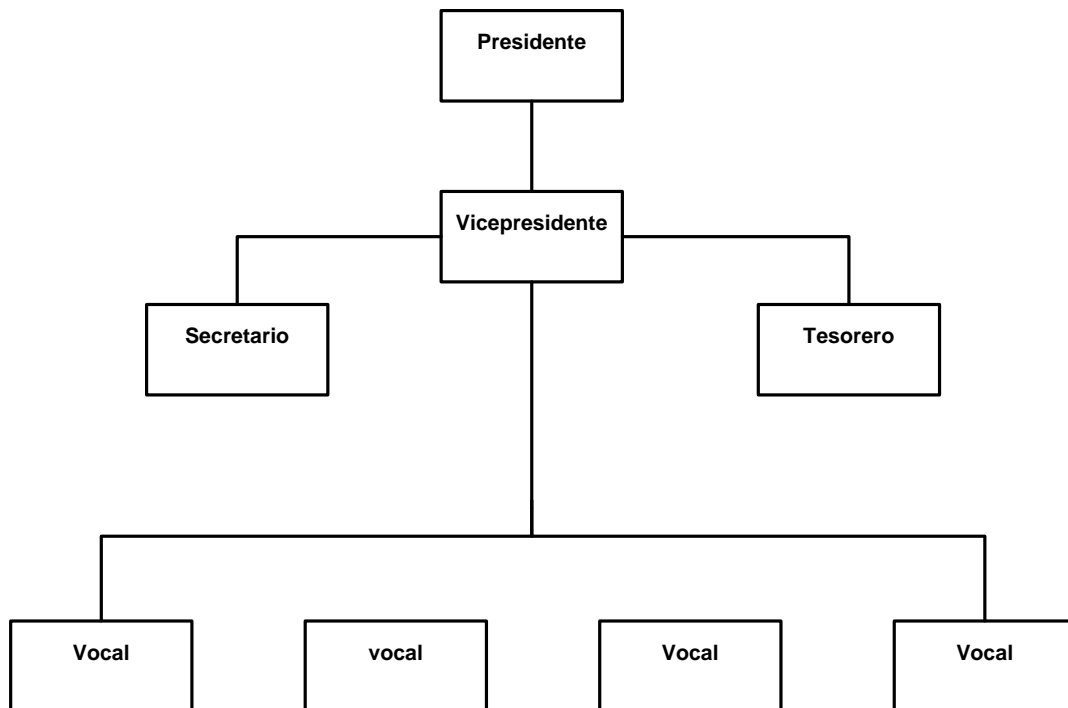 Presidente
Vicepresidente
Secretario
Tesorero
Vocal
vocal
Vocal
Vocal